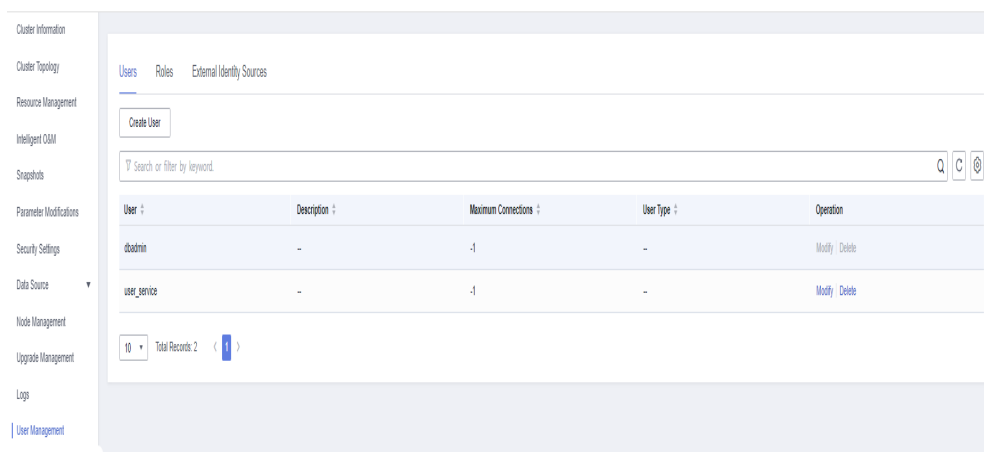 Cluster Information
Cluster Topology
Resource Management
Intelligent O&M
Snapshots
Parameter Modifications
Security Settings
Data Source
Node Management
Upgrade Management
Logs
User Management
Users Roles External Identity Sources
Create User
Search or filter by keyword.
User Description Maximum Connections User Type Operation
dbadmin -- -1 -- Modify Delete
user_service -- -1 -- Modify Delete
10 Total Records: 2 < 1 >